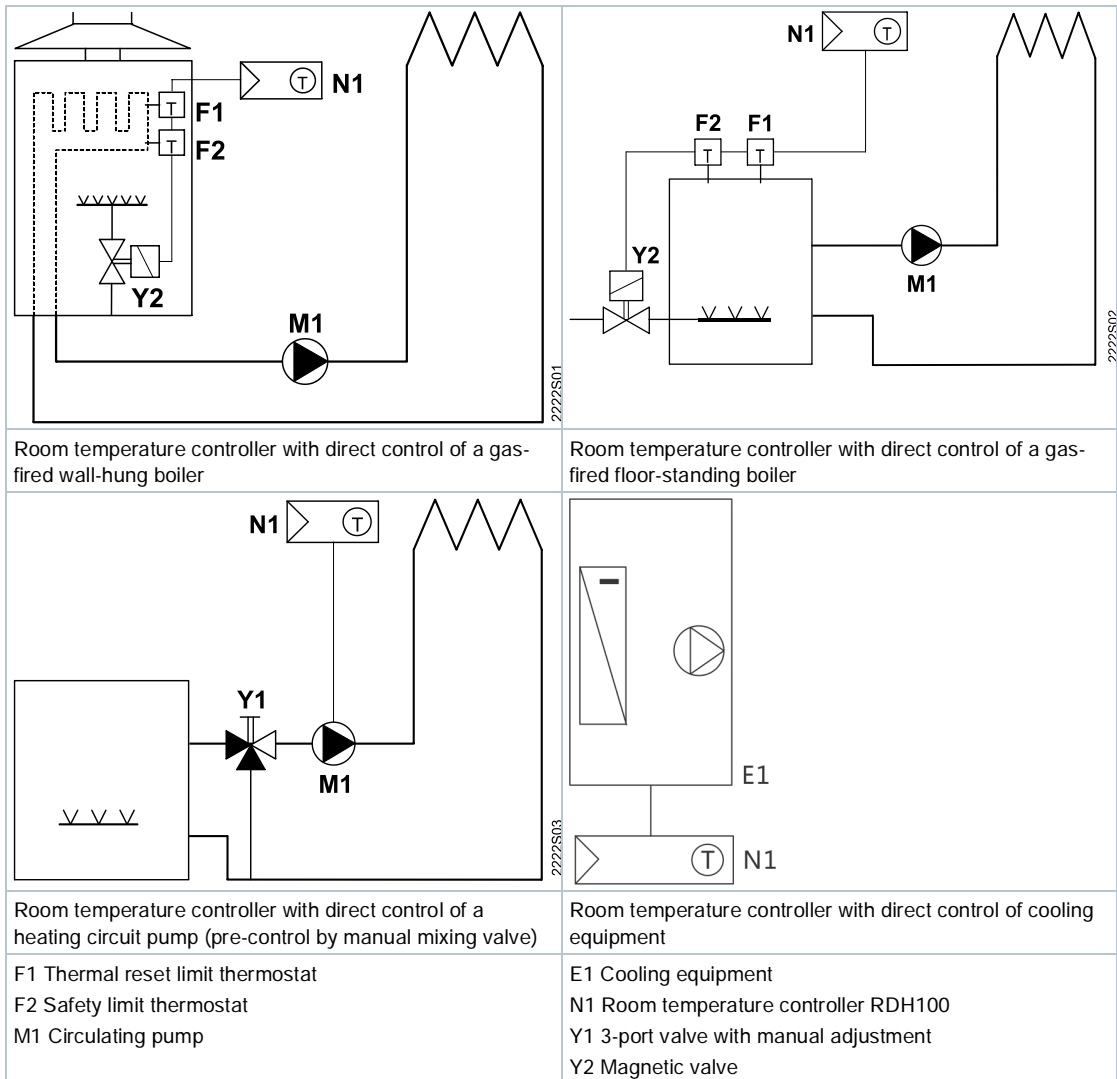 T
N1
T
F1
T
F2
Y2
M1
2222S01
N1
T
F2
F1
T
T
Y2
M1
2222S02
Room temperature controller with direct control of a gas-
fired wall-hung boiler
Room temperature controller with direct control of a gas-
fired floor-standing boiler
N1
T
Y1
M1
2222S03
E1
T
N1
Room temperature controller with direct control of a
heating circuit pump (pre-control by manual mixing valve)
Room temperature controller with direct control of cooling
equipment
F1 Thermal reset limit thermostat
F2 Safety limit thermostat
M1 Circulating pump
E1 Cooling equipment
N1 Room temperature controller RDH100
Y1 3-port valve with manual adjustment
Y2 Magnetic valve